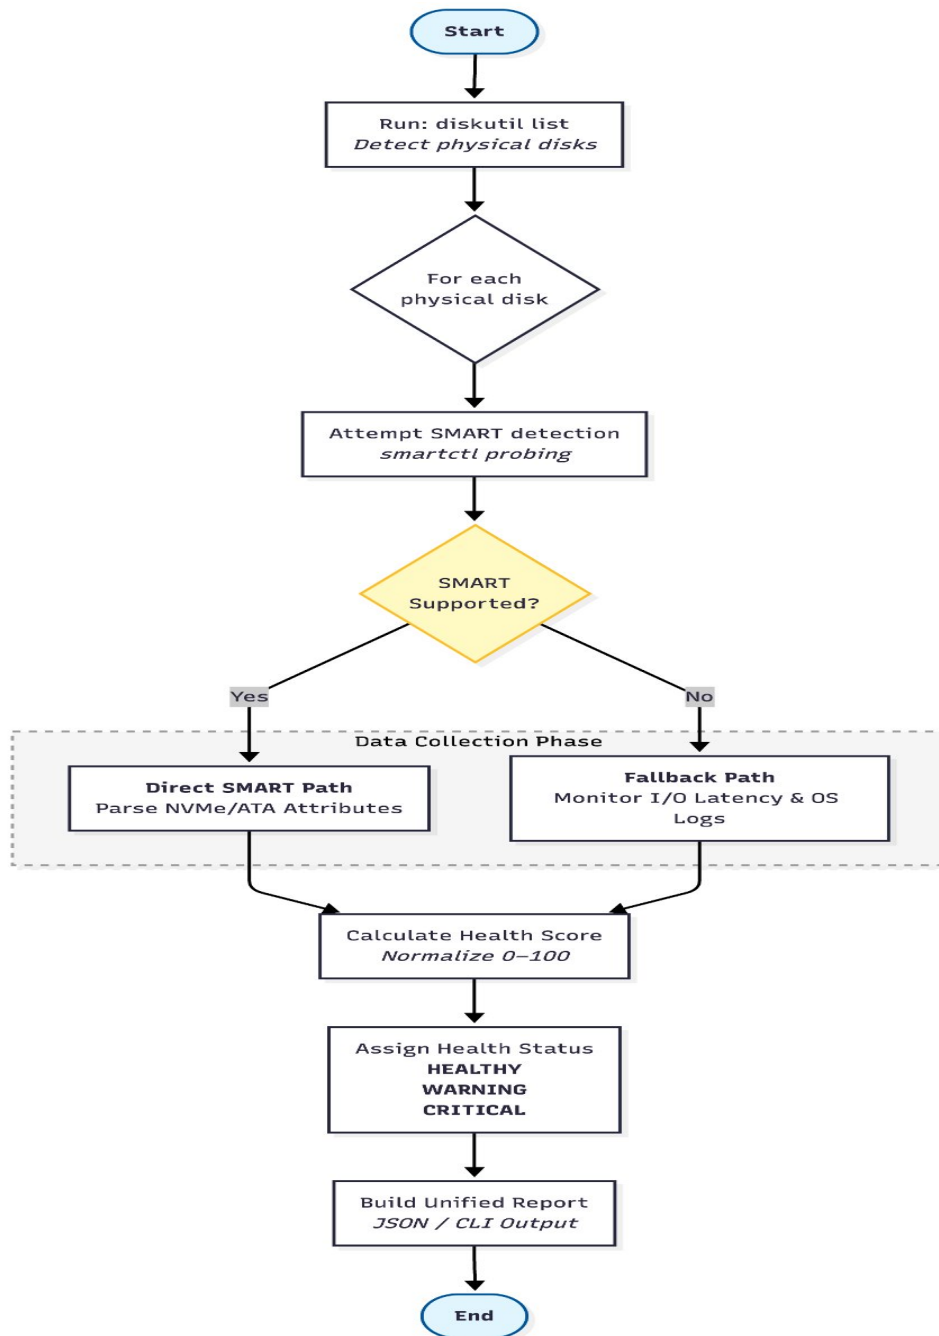 Start
Run: diskutil list
Detect physical disks
For each
physical disk
Attempt SMART detection
smartctl probing
SMART
Supported?
Yes
No
Data Collection Phase
Direct SMART Path
Parse NVMe/ATA Attributes
Fallback Path
Monitor I/O Latency & OS
Logs
Calculate Health Score
Normalize 0–100
Assign Health Status
HEALTHY
WARNING
CRITICAL
Build Unified Report
JSON / CLI Output
End